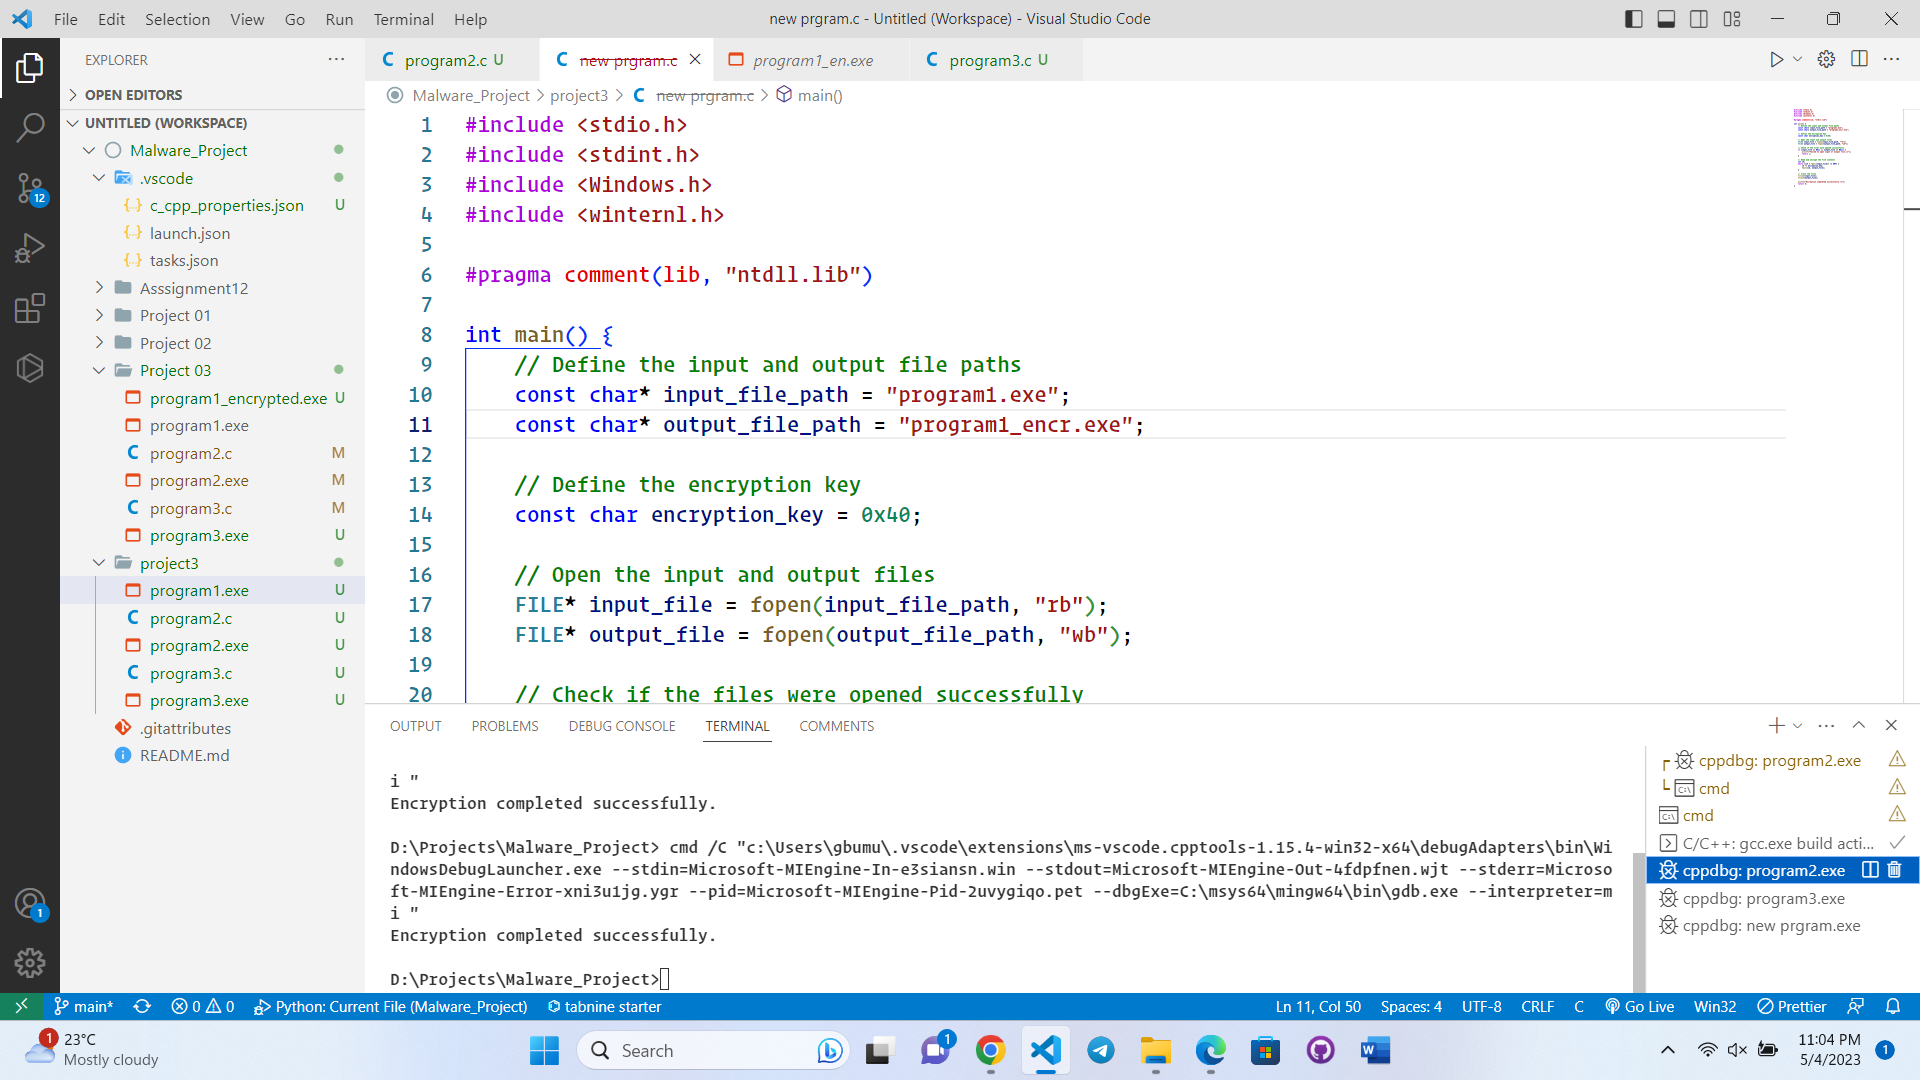 File Edit Selection View Go Run Terminal Help
new prgram.c - Untitled (Workspace) - Visual Studio Code
EXPLORER
OPEN EDITORS
UNTITLED (WORKSPACE)
Malware_Project
.vscode
c_cpp_properties.json U
launch.json
tasks.json
Asssignment12
Project 01
Project 02
Project 03
program1_encrypted.exe U
program1.exe
program2.c M
program2.exe M
program3.c M
program3.exe U
project3
program1.exe U
program2.c U
program2.exe U
program3.c U
program3.exe U
.gitattributes
README.md
12
1
program2.c U
new prgram.c
program1_en.exe
program3.c U
Malware_Project > project3 > C new prgram.c > main()
1 #include <stdio.h>
2 #include <stdint.h>
3 #include <Windows.h>
4 #include <winternl.h>
5
6 #pragma comment(lib, "ntdll.lib")
7
8 int main() {
9 // Define the input and output file paths
10 const char* input_file_path = "program1.exe";
11 const char* output_file_path = "program1_encr.exe";
12
13 // Define the encryption key
14 const char encryption_key = 0x40;
15
16 // Open the input and output files
17 FILE* input_file = fopen(input_file_path, "rb");
18 FILE* output_file = fopen(output_file_path, "wb");
19
20 // Check if the files were opened successfully
OUTPUT PROBLEMS DEBUG CONSOLE TERMINAL COMMENTS
i "
Encryption completed successfully.
D:\Projects\Malware_Project> cmd /C "c:\Users\gbumu\.vscode\extensions\ms-vscode.cpptools-1.15.4-win32-x64\debugAdapters\bin\Wi
ndowsDebugLauncher.exe --stdin=Microsoft-MIEngine-In-e3siansn.win --stdout=Microsoft-MIEngine-Out-4fdpfnen.wjt --stderr=Microso
ft-MIEngine-Error-xni3uijg.ygr --pid=Microsoft-MIEngine-Pid-2uvygiqo.pet --dbgExe=C:\msys64\mingw64\bin\gdb.exe --interpreter=m
i "
Encryption completed successfully.
D:\Projects\Malware_Project>
cppdbg: program2.exe
cmd
cmd
C/C++: gcc.exe build acti...
cppdbg: program2.exe
cppdbg: program3.exe
cppdbg: new prgram.exe
main* 0 0 Python: Current File (Malware_Project) tabnine starter
Ln 11, Col 50 Spaces: 4 UTF-8 CRLF C Go Live Win32 Prettier
1
23°C
Mostly cloudy
Search
1
11:04 PM
5/4/2023
1